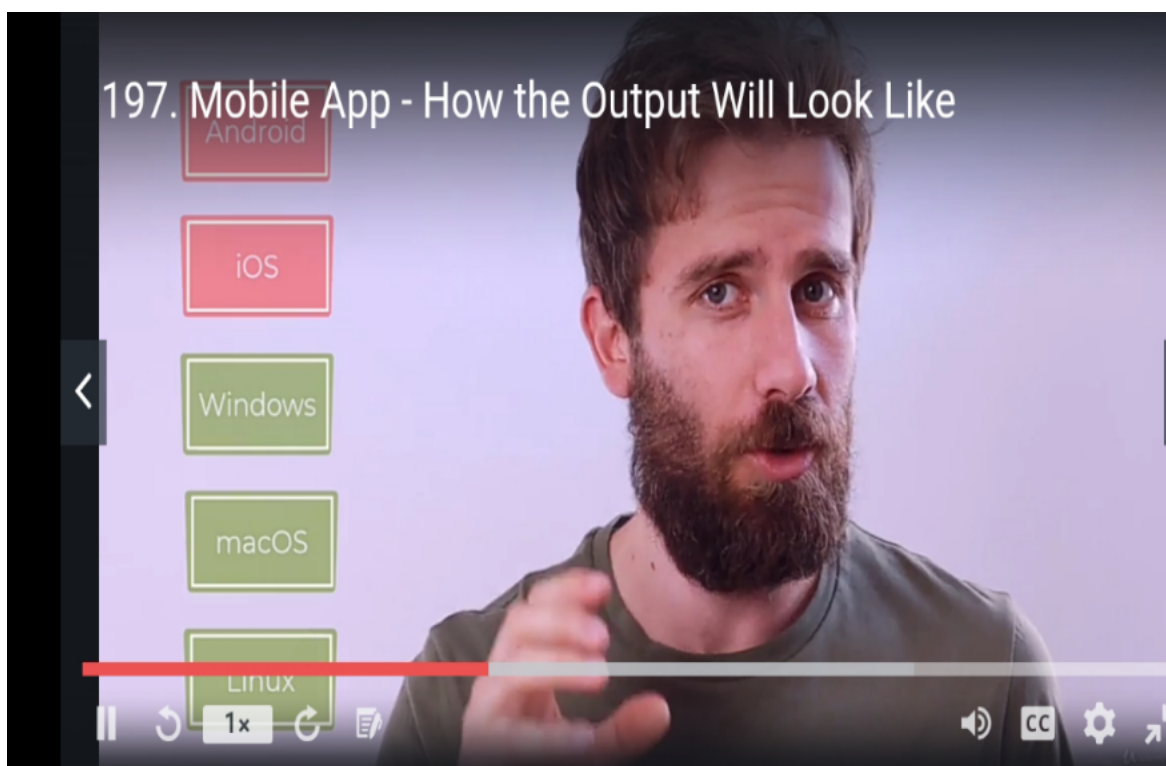 197. Mobile App - How the Output Will Look Like
Android
iOS
Windows
macOS
Linux
1x
CC